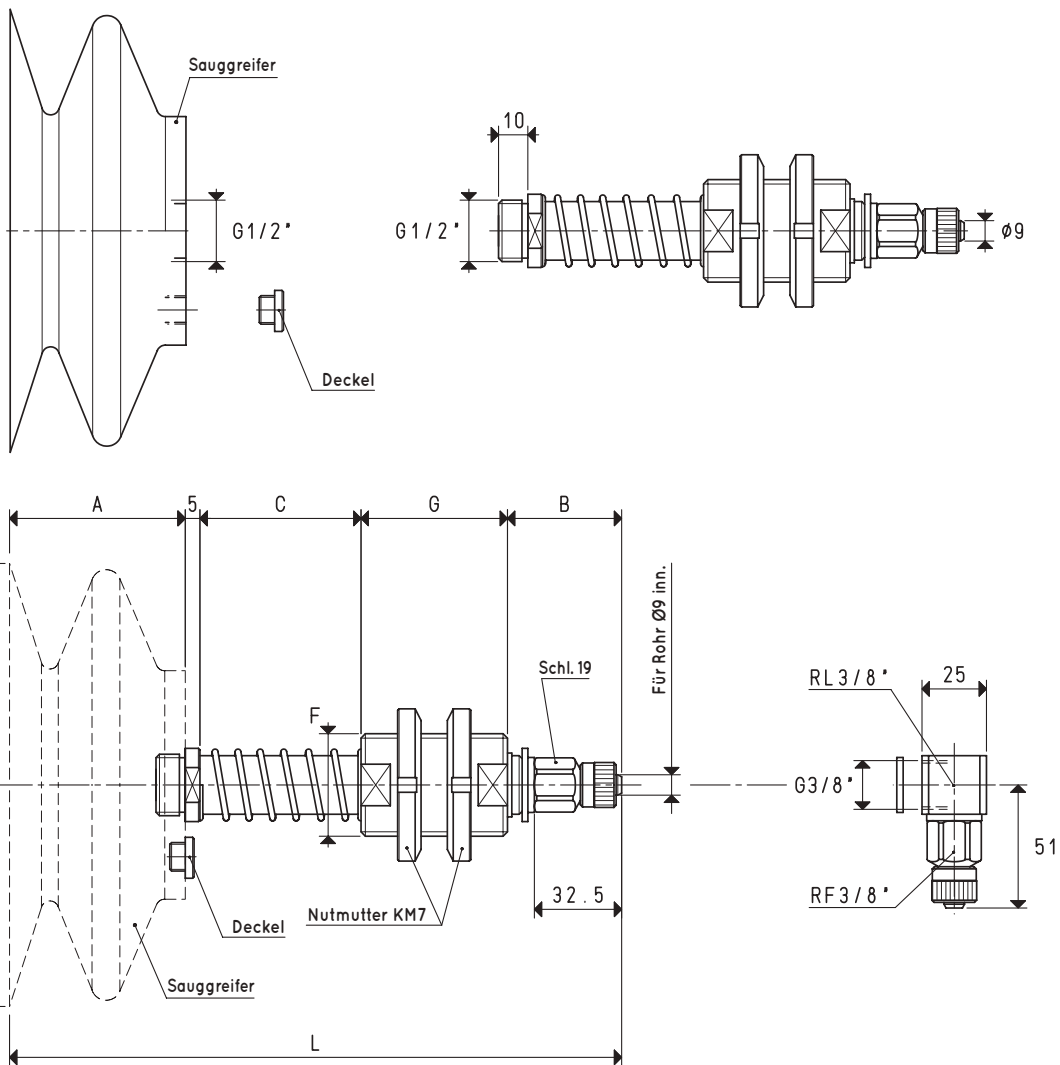 Sauggreifer
10
G1/2"
G1/2"
Ø9
Deckel
A
5
C
G
B
Für Rohr Ø9 inn.
Schl. 19
F
RL3/8"
25
G3/8"
51
RF3/8"
32.5
Nutmutter KM7
Deckel
Sauggreifer
L